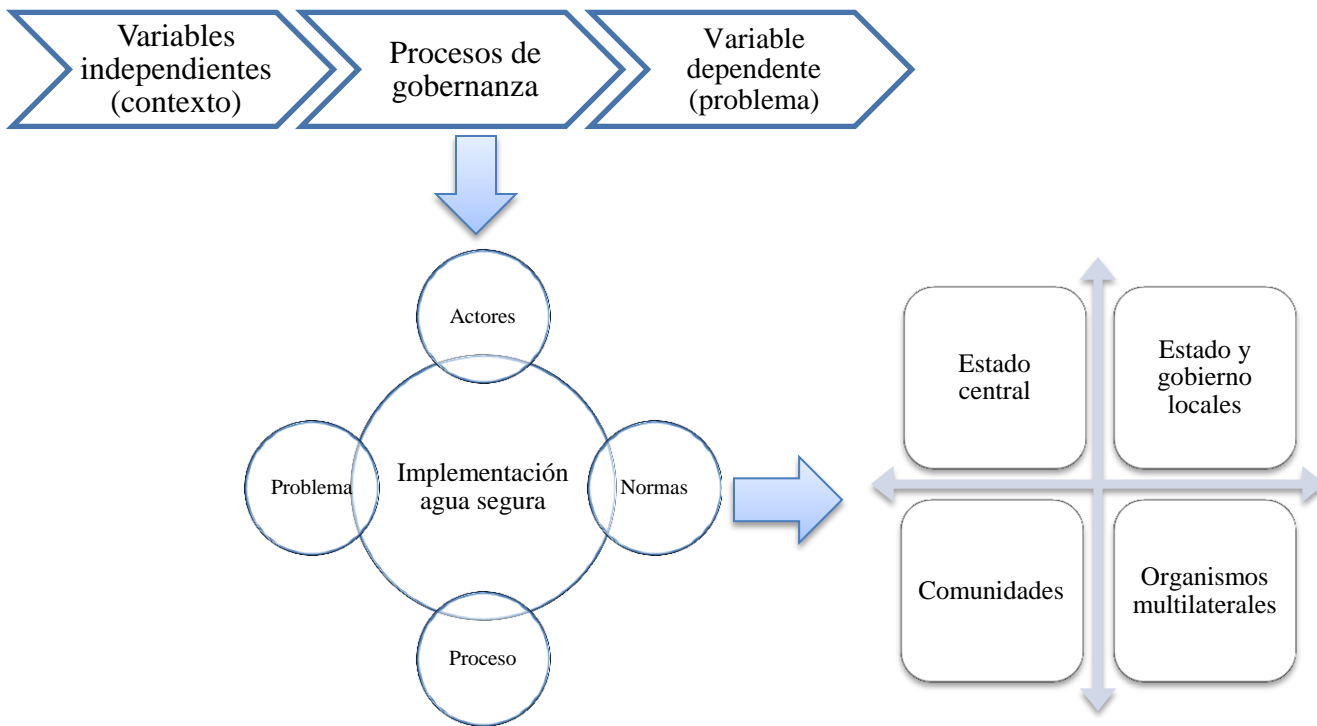 Variables
independientes
(contexto)
Procesos de
gobernanza
Variable
dependente
(problema)
Actores
Problema
Implementación
agua segura
Normas
Proceso
Estado
central
Estado y
gobierno
locales
Comunidades
Organismos
multilaterales